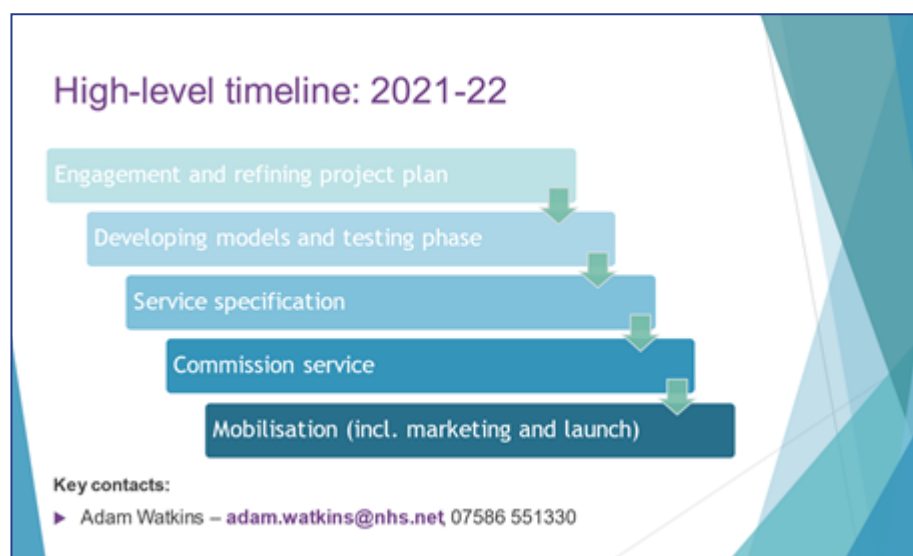 High-level timeline: 2021-22
Engagement and refining project plan
Developing models and testing phase
Service specification
Commission service
Mobilisation (incl. marketing and launch)
Key contacts:
Adam Watkins – adam.watkins@nhs.net, 07586 551330